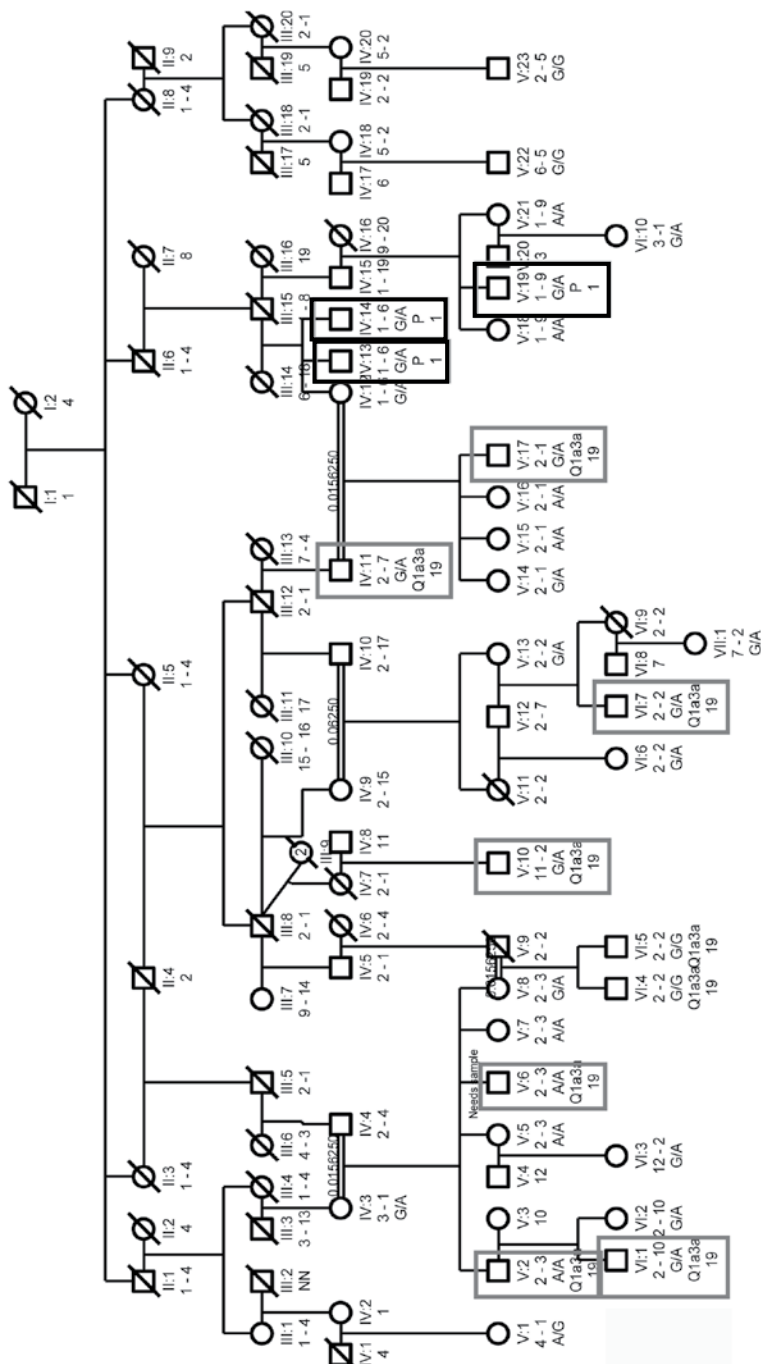 I:1
1
I:2
4
II:1
1 - 4
II:2
4
II:3
1 - 4
II:4
2
II:5
1 - 4
II:6
1 - 4
II:7
8
II:8
1 - 4
II:9
2
III:1
1 - 4
III:2
NN
III:3
3 - 13
III:4
1 - 4
III:6
4 - 3
III:5
2 - 1
III:7
9 - 14
III:8
2 - 1
2
III:9
III:10
15 - 16
III:11
17
III:12
2 - 1
III:13
7 - 4
III:14
III:15
- 8
III:16
19
III:17
5
III:18
2 - 1
III:19
5
III:20
2 - 1
IV:1
4
IV:2
1
IV:3
3 - 1
G/A
0.0156250
IV:4
2 - 4
IV:5
2 - 1
IV:6
2 - 4
IV:7
2 - 1
IV:8
11
IV:9
2 - 15
0.06250
IV:10
2 - 17
IV:11
2 - 7
G/A
Q1a3a
19
0.0156250
IV:12
G/A
IV:13
1 - 6
G/A
P
1
IV:14
1 - 6
G/A
P
1
IV:15
1 - 19
IV:16
9 - 20
IV:17
6
IV:18
5 - 2
IV:19
2 - 2
IV:20
5 - 2
V:1
4 - 1
A/G
V:2
2 - 3
A/A
Q1a3a
19
V:3
10
V:4
12
V:5
2 - 3
A/A
Needs sample
V:6
2 - 3
A/A
Q1a3a
19
V:7
2 - 3
A/A
V:8
2 - 3
G/A
V:9
2 - 2
V:10
11 - 2
G/A
Q1a3a
19
V:11
2 - 2
V:12
2 - 7
V:13
2 - 2
G/A
V:14
2 - 1
G/A
V:15
2 - 1
A/A
V:16
2 - 1
A/A
V:17
2 - 1
G/A
Q1a3a
19
V:18
1 - 9
A/A
V:19
1 - 9
G/A
P
1
V:20
3
V:21
1 - 9
A/A
V:22
6 - 5
G/G
V:23
2 - 5
G/G
VI:1
2 - 10
G/A
Q1a3a
19
VI:2
2 - 10
G/A
VI:3
12 - 2
G/A
VI:4
2 - 2
G/G
Q1a3a
19
VI:5
2 - 2
G/G
Q1a3a
19
VI:6
2 - 2
G/A
VI:7
2 - 2
G/A
Q1a3a
19
VI:8
7
VI:9
2 - 2
VI:10
3 - 1
G/A
VII:1
7 - 2
G/A